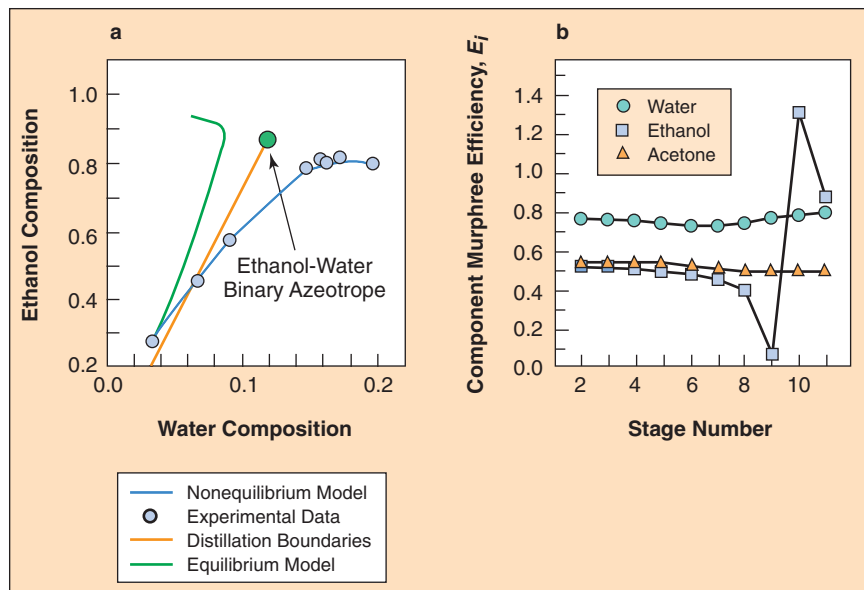 a
Ethanol Composition
1.0
0.8
0.6
0.4
0.2
0.0
0.1
0.2
Water Composition
Ethanol-Water
Binary Azeotrope
b
Component Murphree Efficiency, Ei
1.4
1.2
1.0
0.8
0.6
0.4
0.2
0.0
2
4
6
8
10
Stage Number
Water
Ethanol
Acetone
Nonequilibrium Model
Experimental Data
Distillation Boundaries
Equilibrium Model